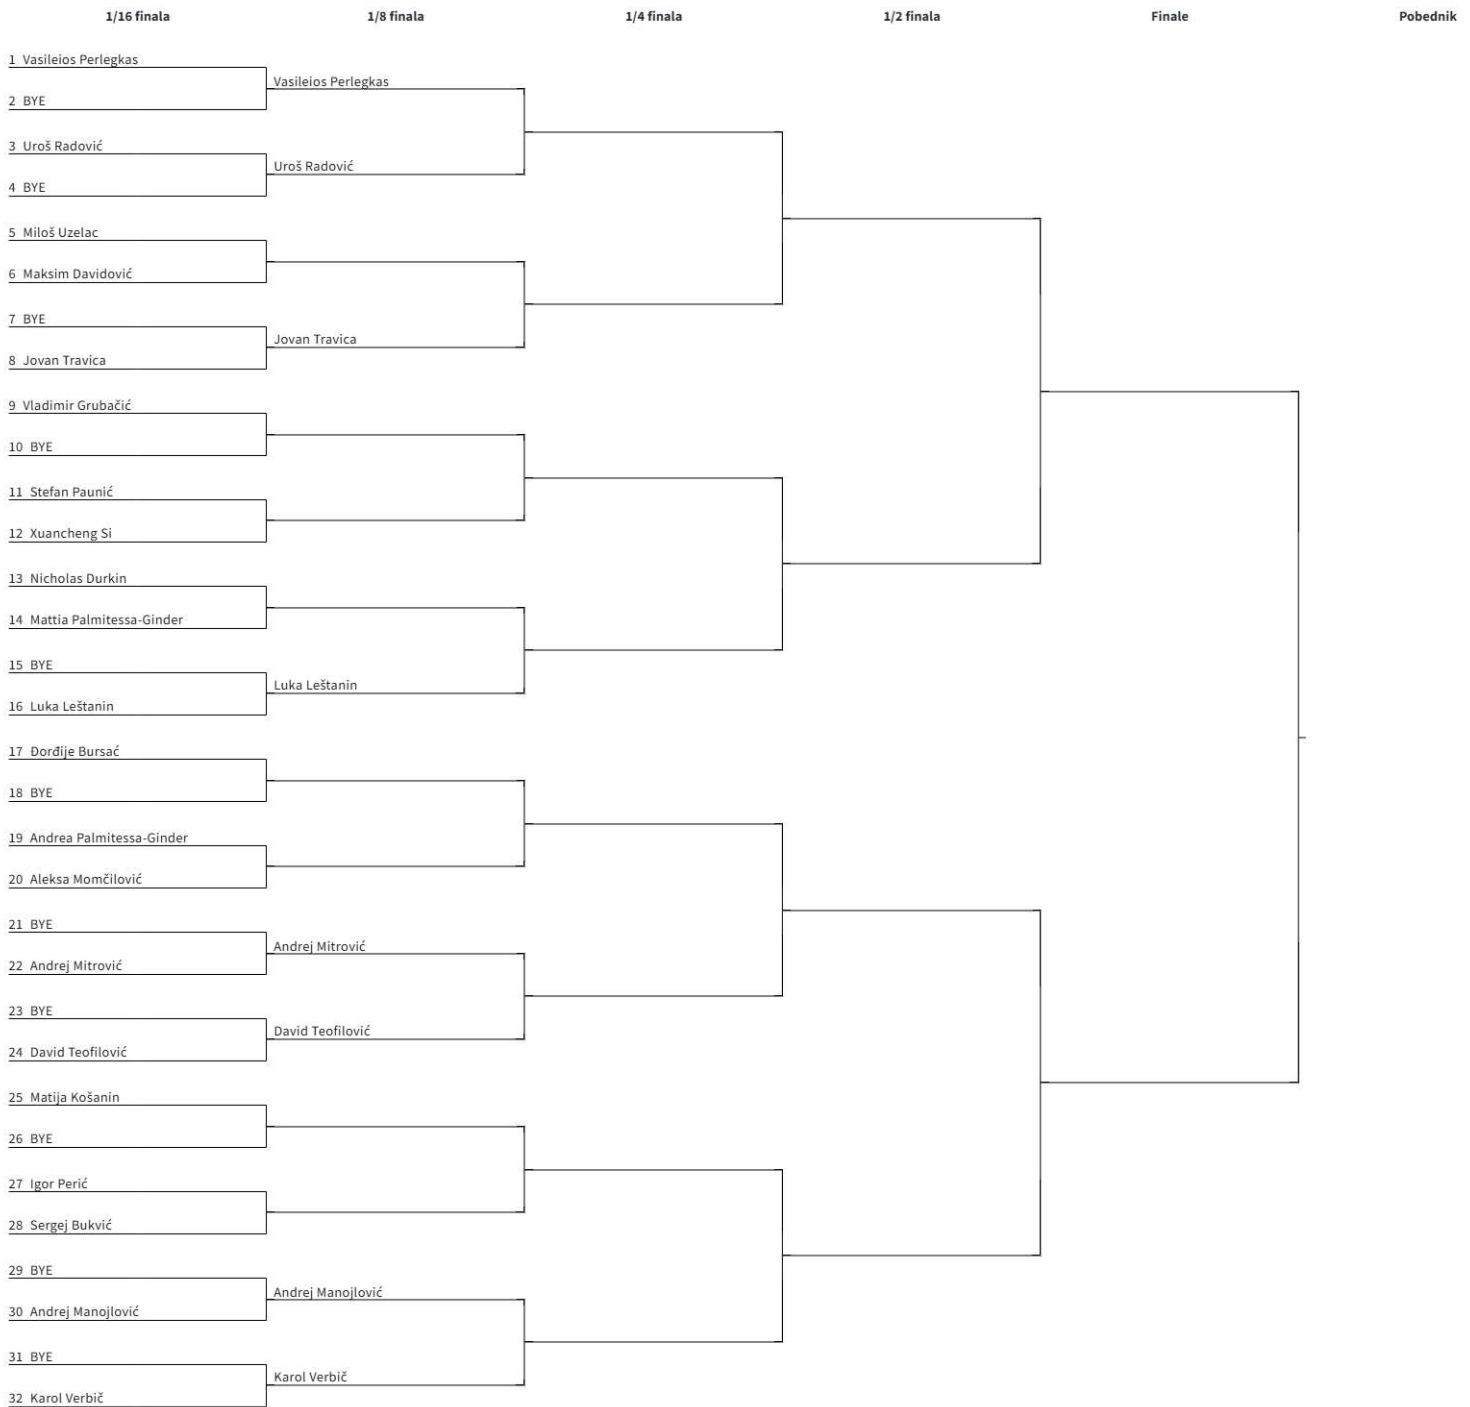 1/16 finala 1/8 finala 1/4 finala 1/2 finala Finale Pobednik
1 Vasileios Perlegkas
Vasileios Perlegkas
2 BYE
3 Uroš Radović
Uroš Radović
4 BYE
5 Miloš Uzelac
6 Maksim Davidović
7 BYE
Jovan Travica
8 Jovan Travica
9 Vladimir Grubačić
10 BYE
11 Stefan Paunić
12 Xuancheng Si
13 Nicholas Durkin
14 Mattia Palmitessa-Ginder
15 BYE
Luka Leštanin
16 Luka Leštanin
17 Đorđije Bursać
18 BYE
19 Andrea Palmitessa-Ginder
20 Aleksa Momčilović
21 BYE
Andrej Mitrović
22 Andrej Mitrović
23 BYE
David Teofilović
24 David Teofilović
25 Matija Košanin
26 BYE
27 Igor Perić
28 Sergej Bukvić
29 BYE
Andrej Manojlović
30 Andrej Manojlović
31 BYE
Karol Verbič
32 Karol Verbič